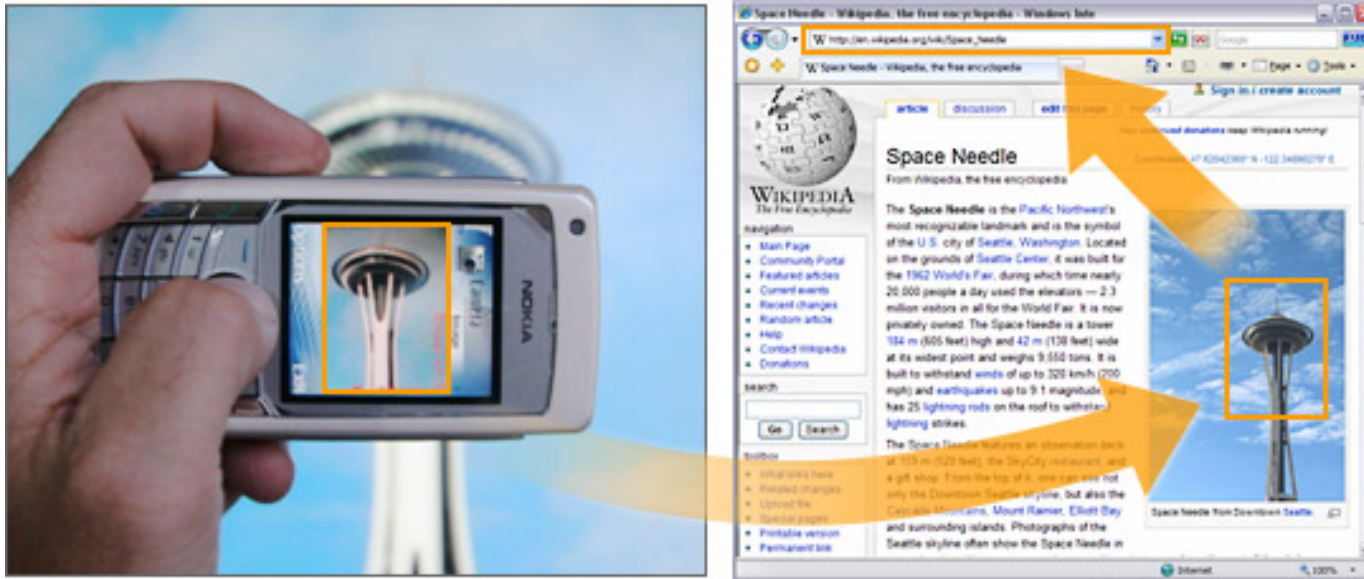 NOKIA
Camera
Image
Space Needle - Wikipedia, the free encyclopedia - Windows Inte
W http://en.wikipedia.org/wiki/Space_Needle
Google
W Space Needle - Wikipedia, the free encyclopedia
Page
Tools
Sign in / create account
article
discussion
edit this page
history
donations keep Wikipedia running!
Space Needle
From Wikipedia, the free encyclopedia
WIKIPEDIA
The Free Encyclopedia
navigation
Main Page
Community Portal
Featured articles
Current events
Recent changes
Random article
Help
Contact Wikipedia
Donations
search
Go
Search
toolbox
What links here
Related changes
Upload file
Special pages
Printable version
Permanent link
The Space Needle is the Pacific Northwest's
most recognizable landmark and is the symbol
of the U.S. city of Seattle, Washington. Located
on the grounds of Seattle Center, it was built for
the 1962 World's Fair, during which time nearly
20,000 people a day used the elevators — 2.3
million visitors in all for the World Fair. It is now
privately owned. The Space Needle is a tower
184 m (605 feet) high and 42 m (138 feet) wide
at its widest point and weighs 9,550 tons. It is
built to withstand winds of up to 320 km/h (200
mph) and earthquakes up to 9.1 magnitude, and
has 25 lightning rods on the roof to withstand
lightning strikes.
The Space Needle features an observation deck
at 159 m (520 feet), the SkyCity restaurant, and
a gift shop. From the top of it, one can see not
only the Downtown Seattle skyline, but also the
Cascade Mountains, Mount Rainier, Elliott Bay
and surrounding islands. Photographs of the
Seattle skyline often show the Space Needle in
Space Needle from Downtown Seattle.
Internet
100%